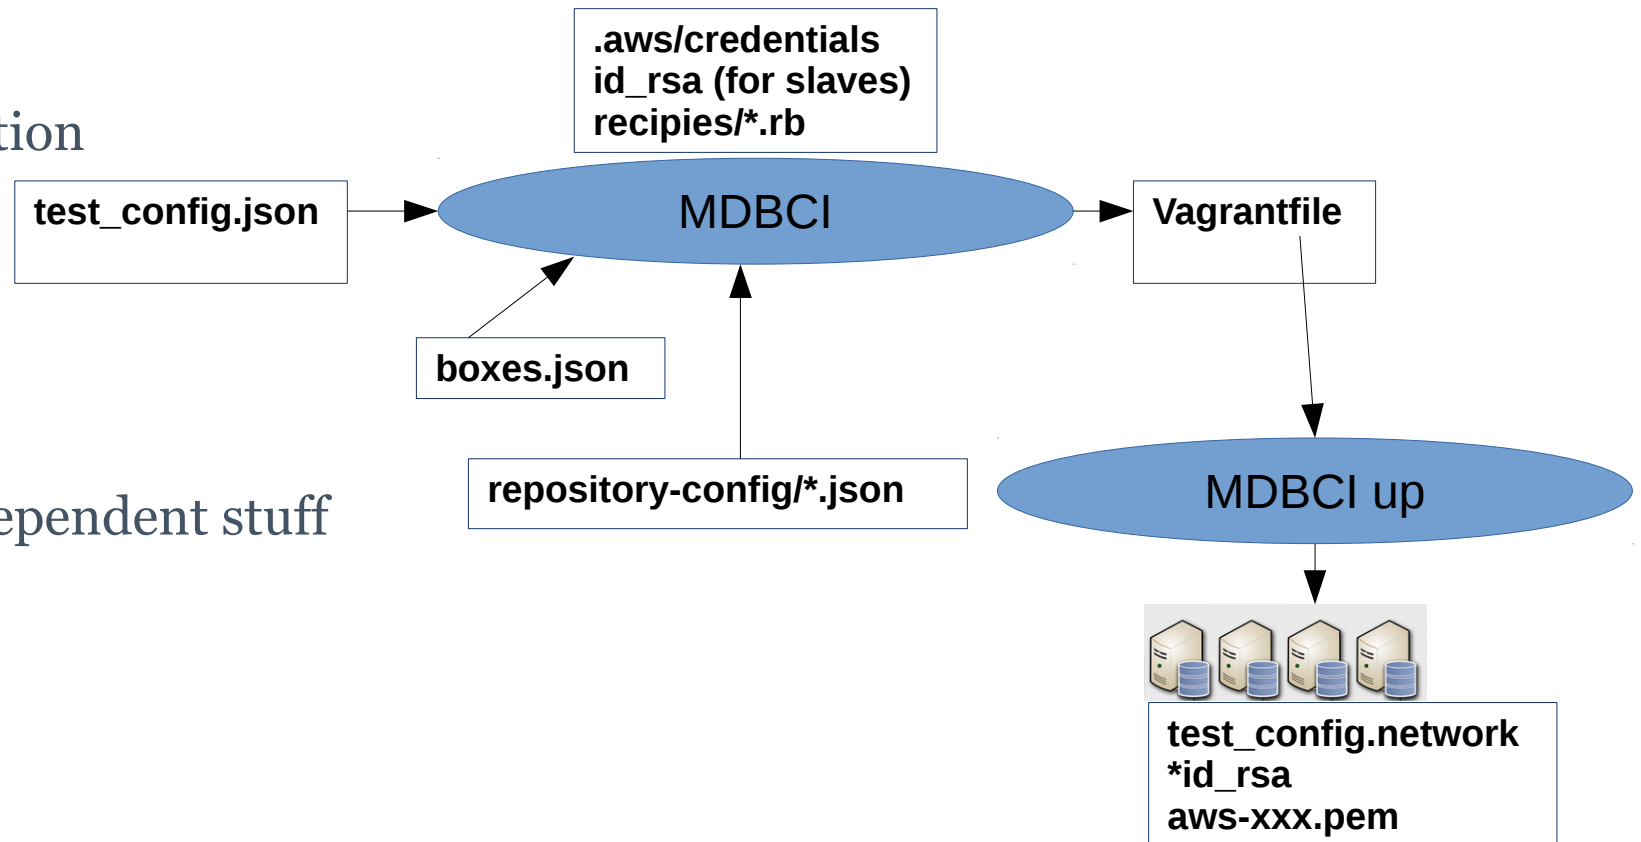 .aws/credentials
id_rsa (for slaves)
recipies/*.rb
tion
test_config.json
MDBCI
Vagrantfile
boxes.json
repository-config/*.json
MDBCI up
ependent stuff
test_config.network
*id_rsa
aws-xxx.pem